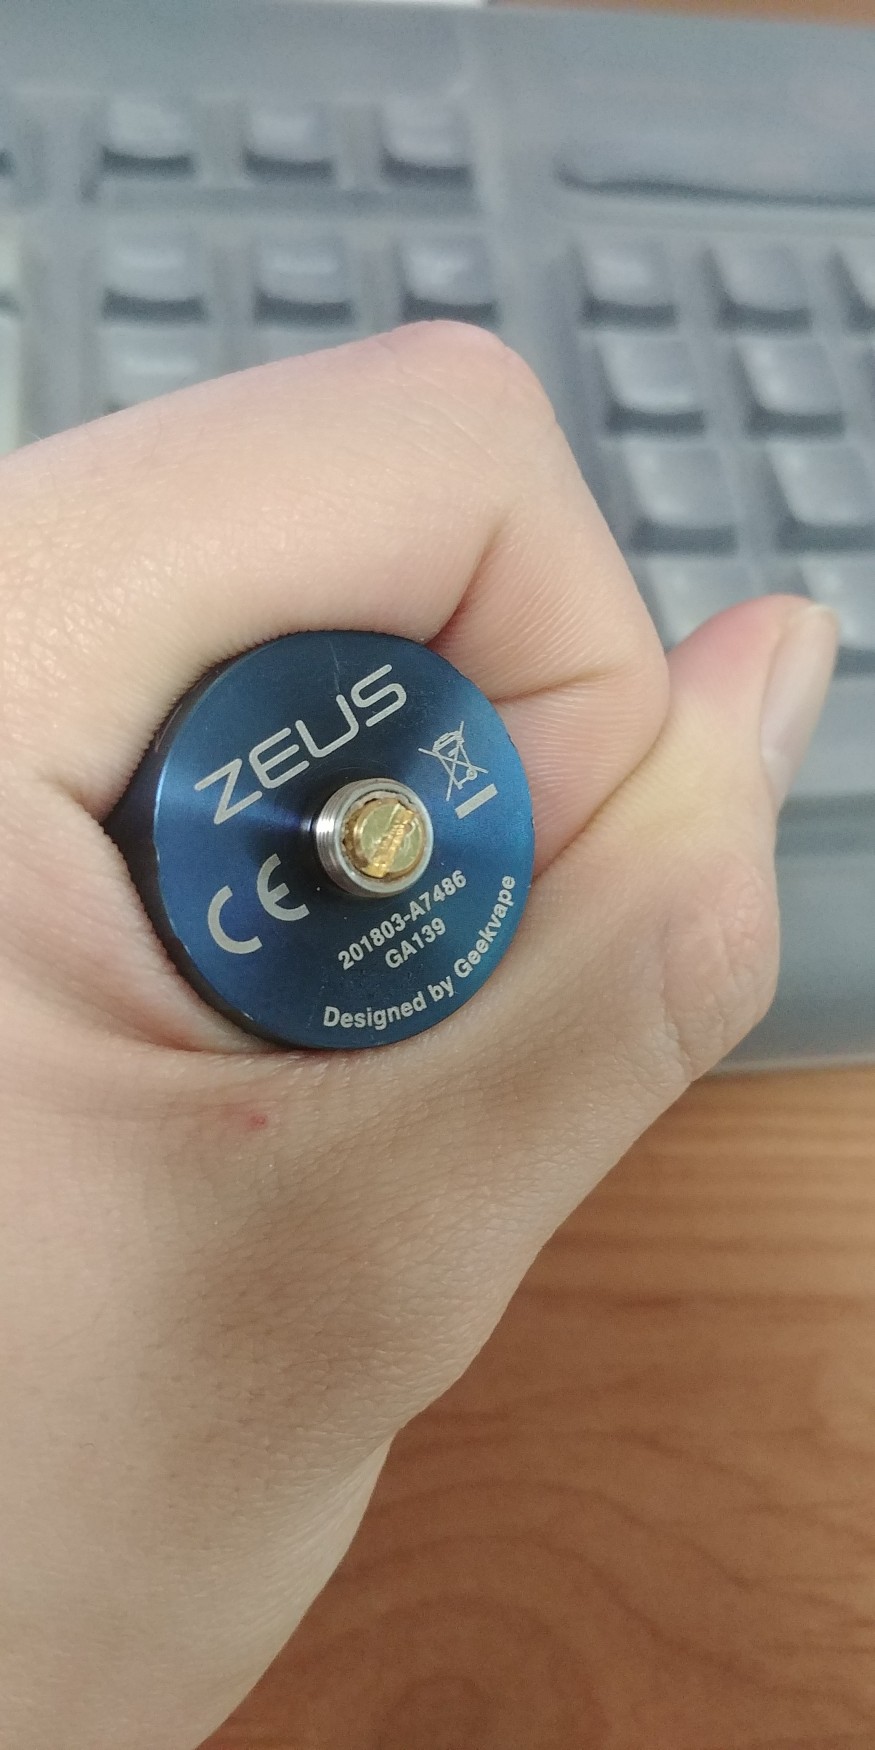 ZEUS
CE
201803-A7486
GA139
Designed by Geekvape